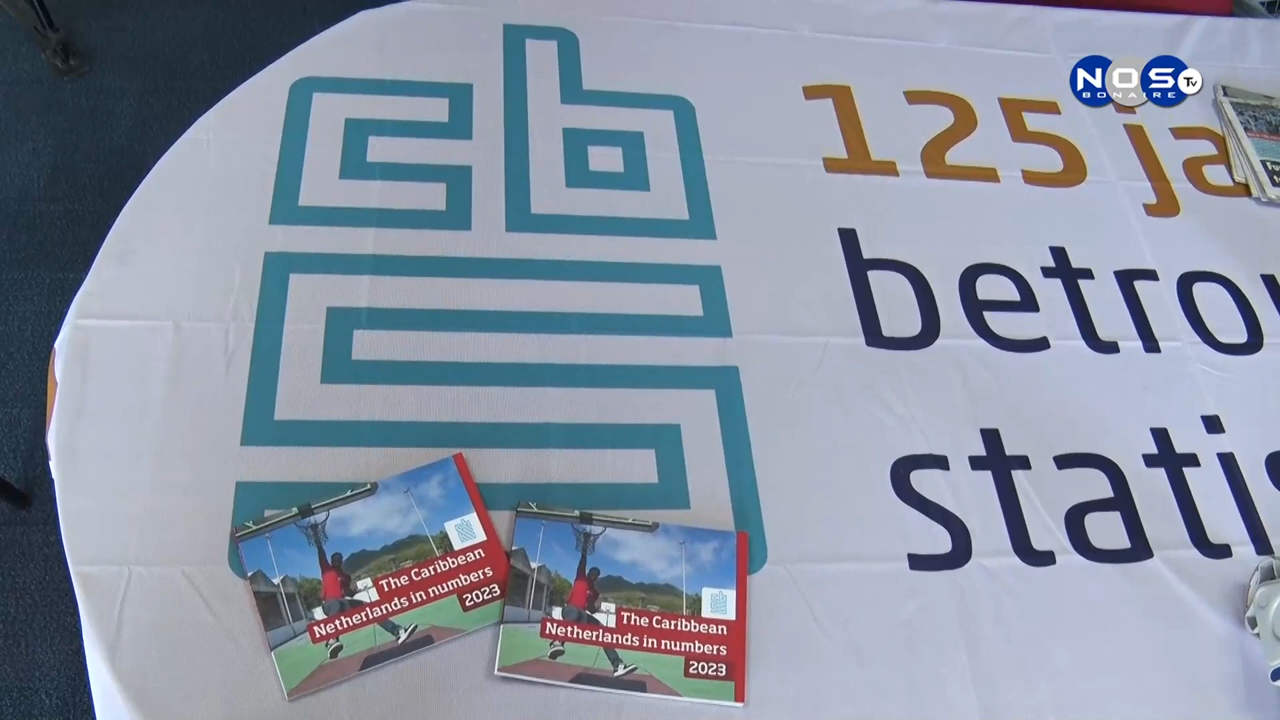 cbs
125 ja
betrou
statis
NOS TV
BONAIRE
The Caribbean
Netherlands in numbers
2023
The Caribbean
Netherlands in numbers
2023